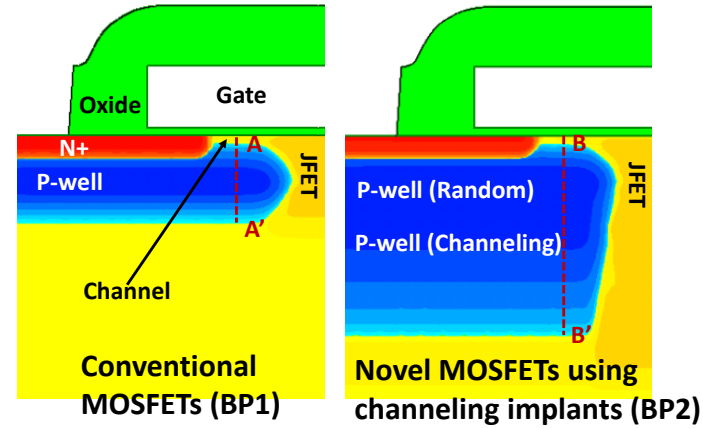 Oxide
Gate
N+
A
P-well
JFET
A’
Channel
Conventional
MOSFETs (BP1)
B
P-well (Random)
JFET
P-well (Channeling)
B’
Novel MOSFETs using
channeling implants (BP2)